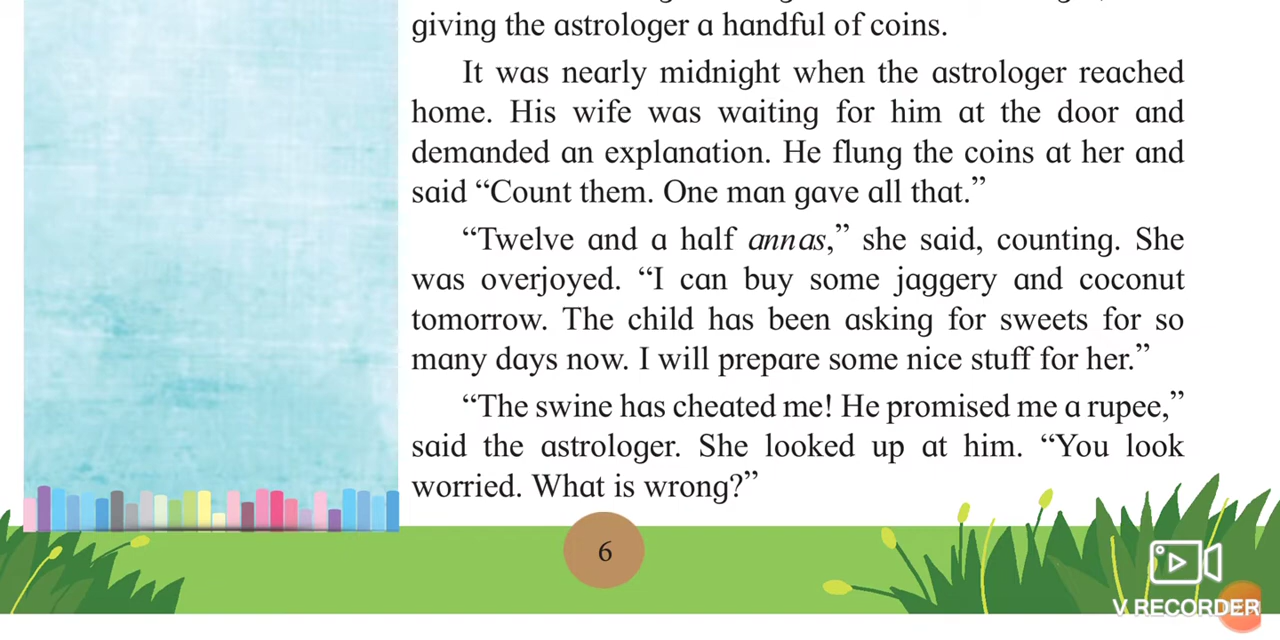 giving the astrologer a handful of coins.
It was nearly midnight when the astrologer reached
home. His wife was waiting for him at the door and
demanded an explanation. He flung the coins at her and
said “Count them. One man gave all that.”
“Twelve and a half annas,” she said, counting. She
was overjoyed. “I can buy some jaggery and coconut
tomorrow. The child has been asking for sweets for so
many days now. I will prepare some nice stuff for her.”
“The swine has cheated me! He promised me a rupee,”
said the astrologer. She looked up at him. “You look
worried. What is wrong?”
6
V RECORDER